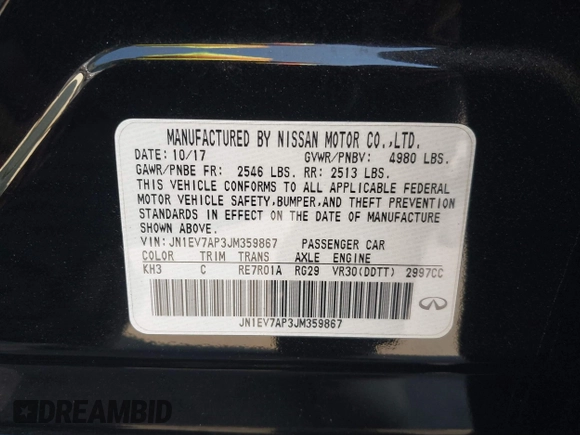 MANUFACTURED BY NISSAN MOTOR CO.,LTD.
DATE: 10/17 GVWR/PNBV: 4980 LBS.
GAWR/PNBE FR: 2546 LBS. RR: 2513 LBS.
THIS VEHICLE CONFORMS TO ALL APPLICABLE FEDERAL
MOTOR VEHICLE SAFETY,BUMPER,AND THEFT PREVENTION
STANDARDS IN EFFECT ON THE DATE OF MANUFACTURE
SHOWN ABOVE.
VIN: JN1EV7AP3JM359867 PASSENGER CAR
COLOR TRIM TRANS AXLE ENGINE
KH3 C RE7R01A RG29 VR30(DDTT) 2997CC
JN1EV7AP3JM359867
DREAMBID